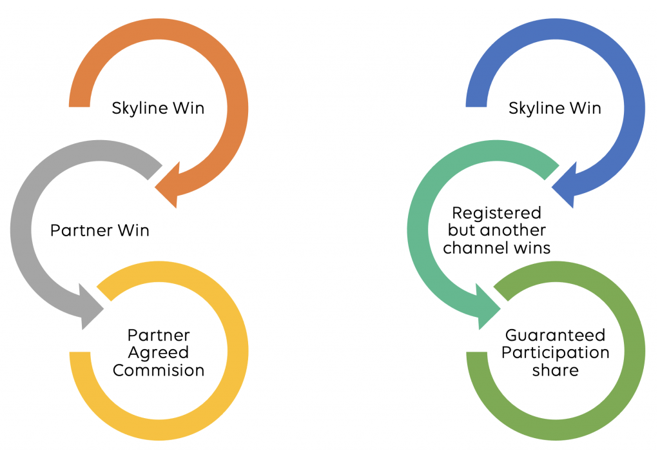 Skyline Win
Partner Win
Partner
Agreed
Commision
Skyline Win
Registered
but another
channel wins
Guaranteed
Participation
share